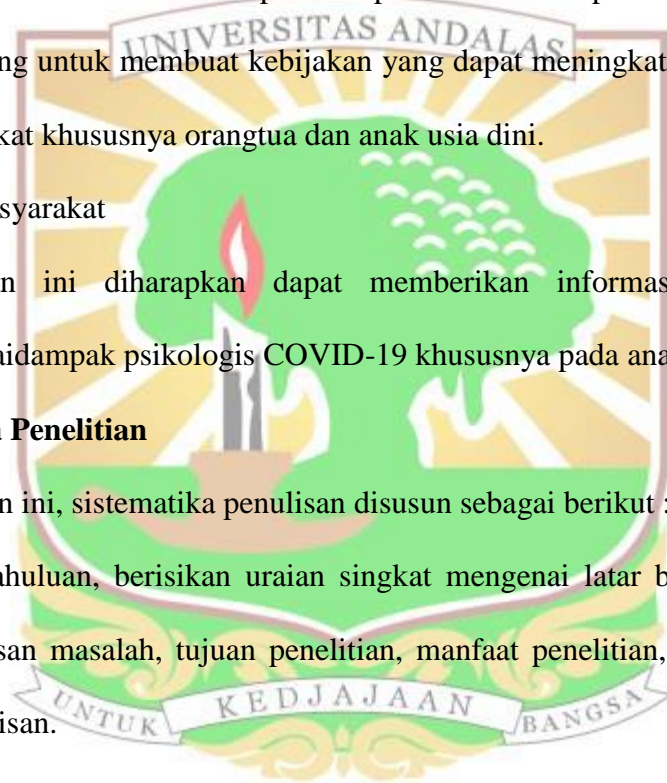 UNIVERSITAS ANDALAS
ng untuk membuat kebijakan yang dapat meningkat
kat khususnya orangtua dan anak usia dini.
syarakat
n ini diharapkan dapat memberikan informas
aidampak psikologis COVID-19 khususnya pada ana
Penelitian
n ini, sistematika penulisan disusun sebagai berikut :
ahuluan, berisikan uraian singkat mengenai latar b
san masalah, tujuan penelitian, manfaat penelitian,
isan.
UNTUK KEDJAJAAN BANGSA